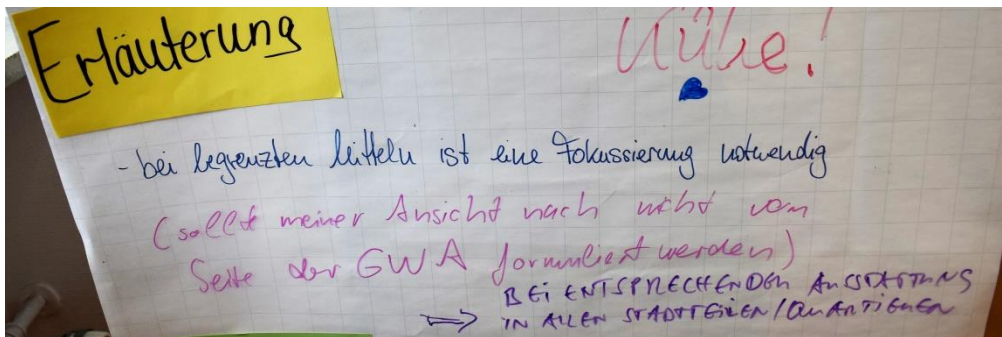 Erläuterung
Kühe!
- bei begrenzten Mitteln ist eine Fokussierung notwendig
(sollte meiner Ansicht nach nicht von
Seite der GWA formuliert werden)
BEI ENTSPRECHENDER AUSSTATTUNG
⇒ IN ALLEN STADTTEILEN/QUARTIEREN